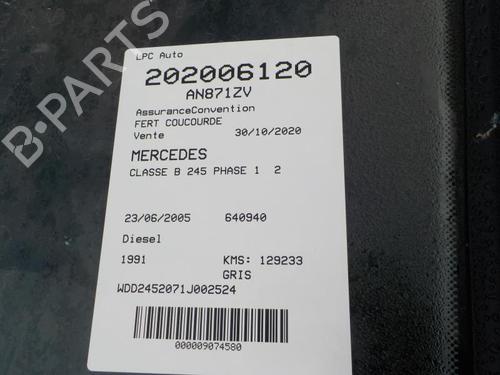 LPC Auto
202006120
AN871ZV
AssuranceConvention
FERT COUCOURDE
Vente 30/10/2020
MERCEDES
CLASSE B 245 PHASE 1 2
23/06/2005 640940
Diesel
1991 KMS: 129233
GRIS
WDD2452071J002524
000009074580
B-PARTS